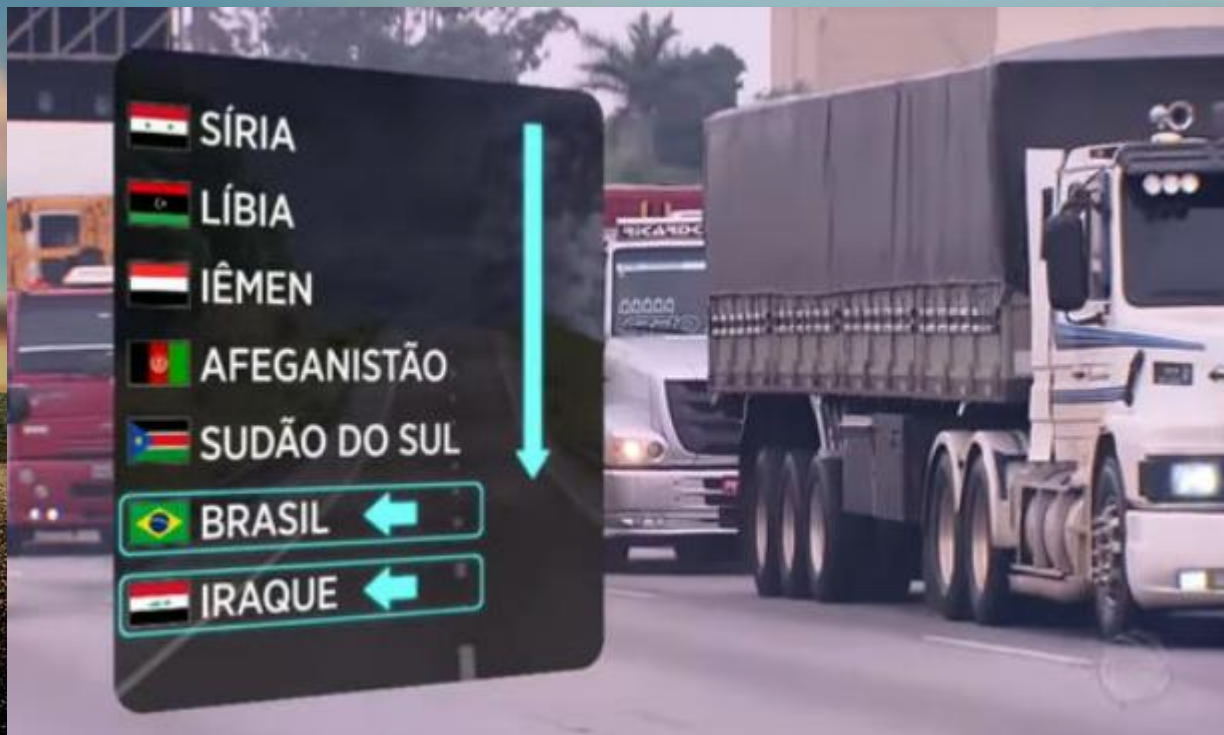 SÍRIA
LÍBIA
IÊMEN
AFEGANISTÃO
SUDÃO DO SUL
BRASIL
IRAQUE